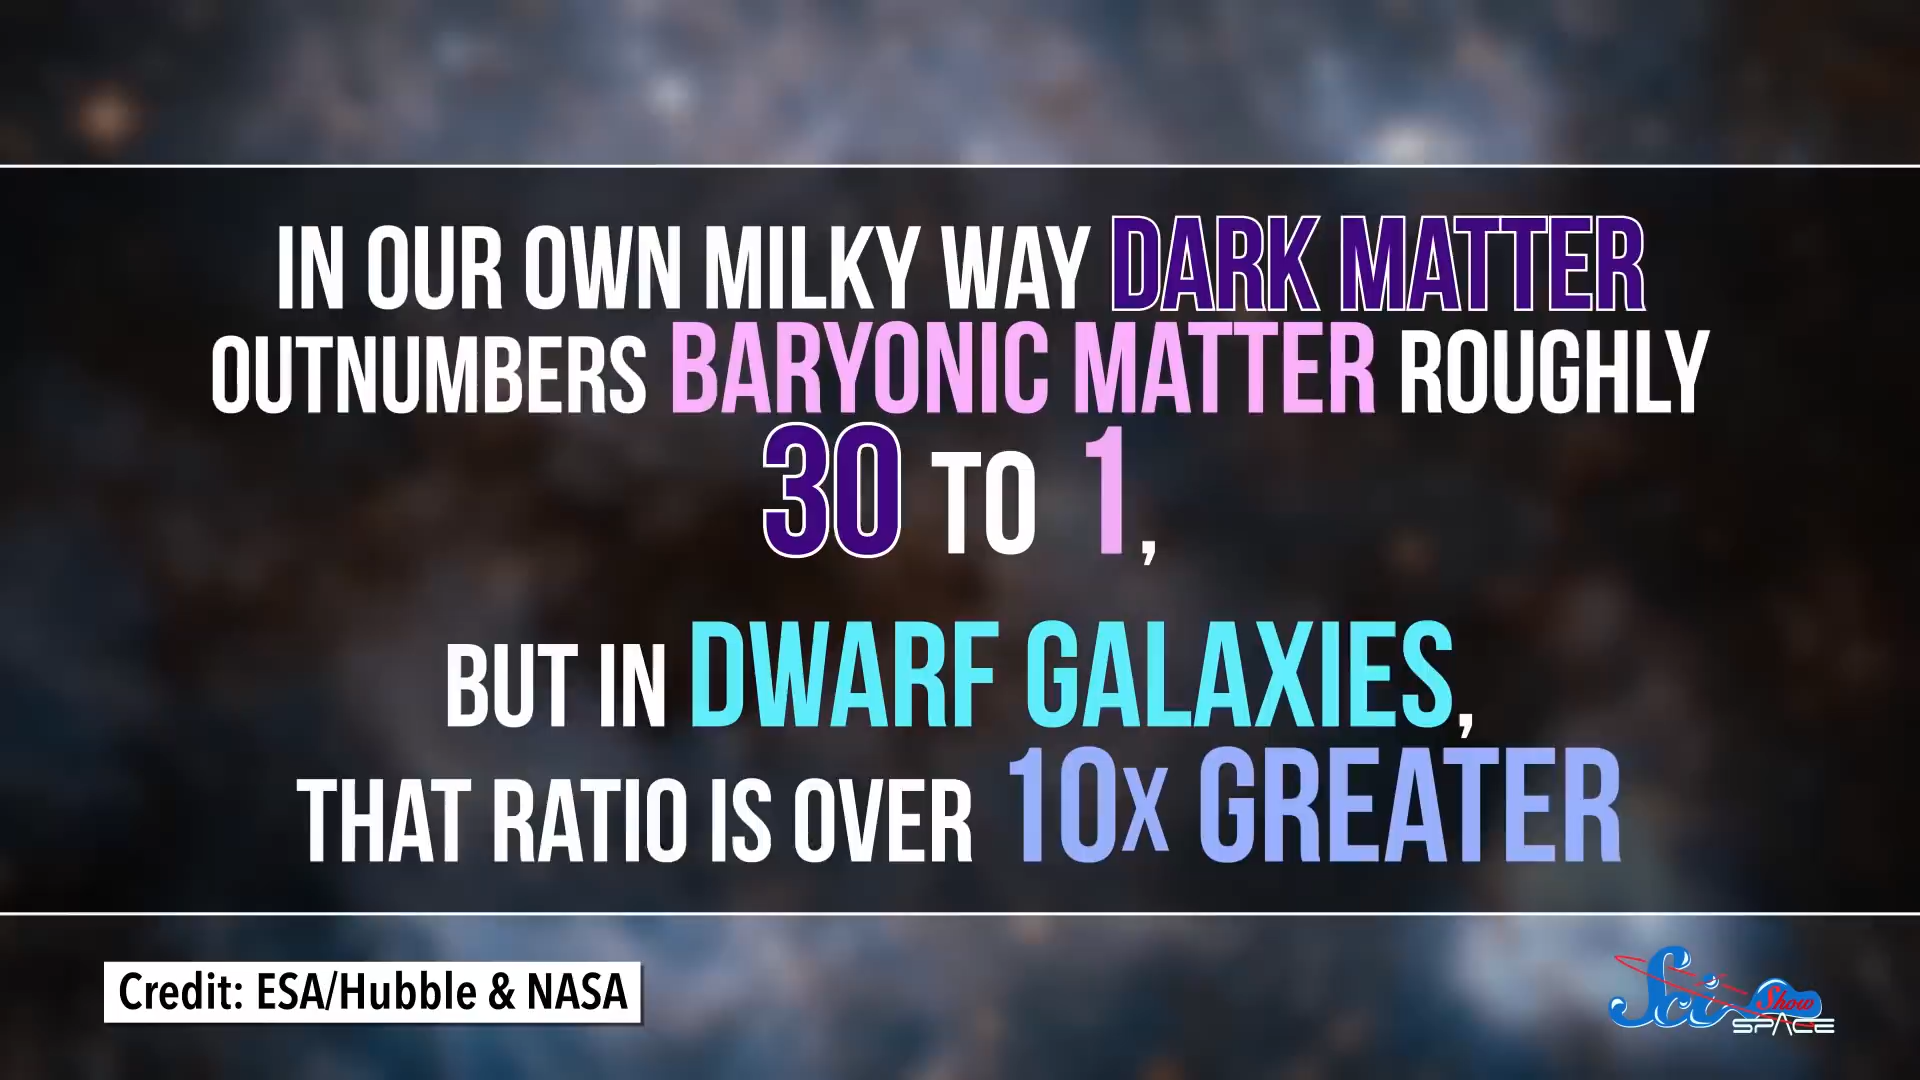 IN OUR OWN MILKY WAY DARK MATTER
OUTNUMBERS BARYONIC MATTER ROUGHLY
30 TO 1,
BUT IN DWARF GALAXIES,
THAT RATIO IS OVER 10X GREATER
Credit: ESA/Hubble & NASA
Sci Show
SPACE